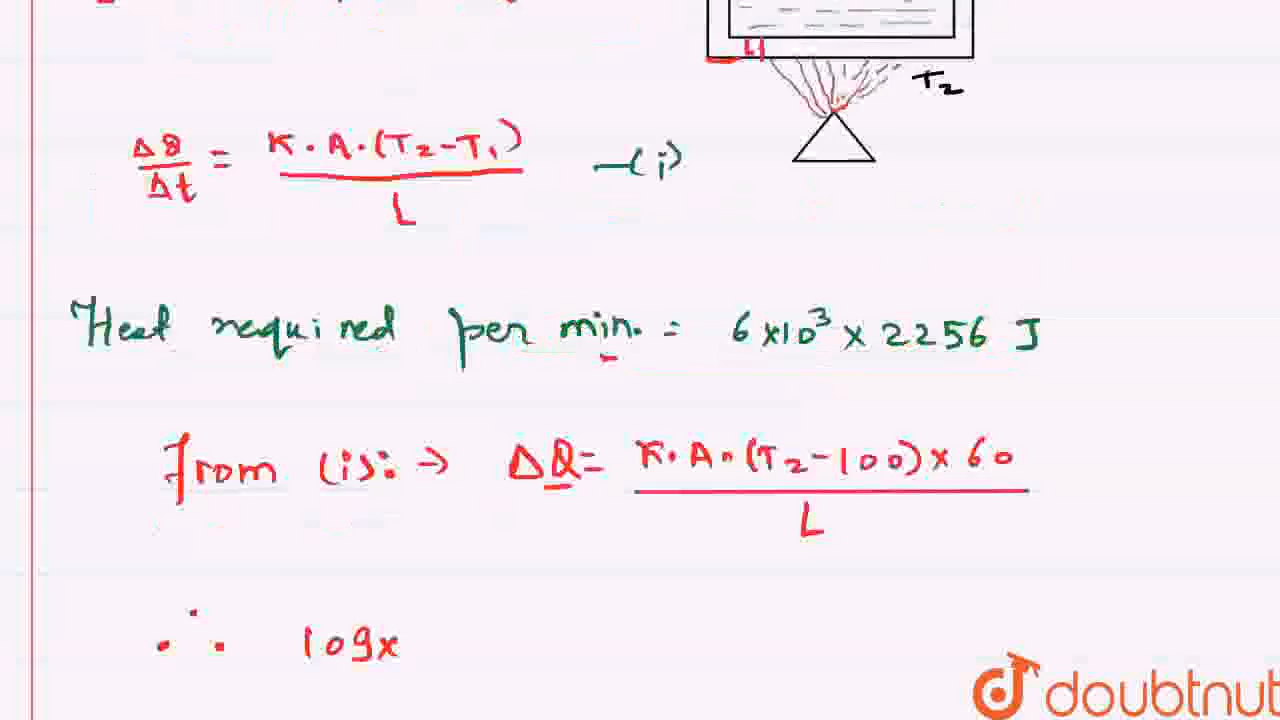 T₂
ΔQ/Δt = K·A·(T₂-T₁)/L —(i)
Heat required per min. = 6×10³×2256 J
From (i): → ΔQ = K·A·(T₂-100)×60/L
∴ 109x
doubtnut